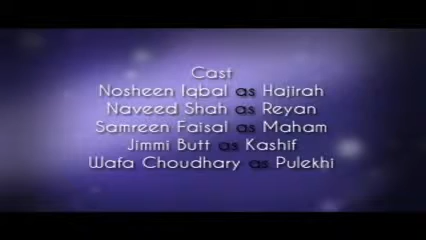 Cast
Nosheen Iqbal as Hajirah
Naveed Shah as Reyan
Samreen Faisal as Maham
Jimmi Butt as Kashif
Wafa Choudhary as Pulekhi